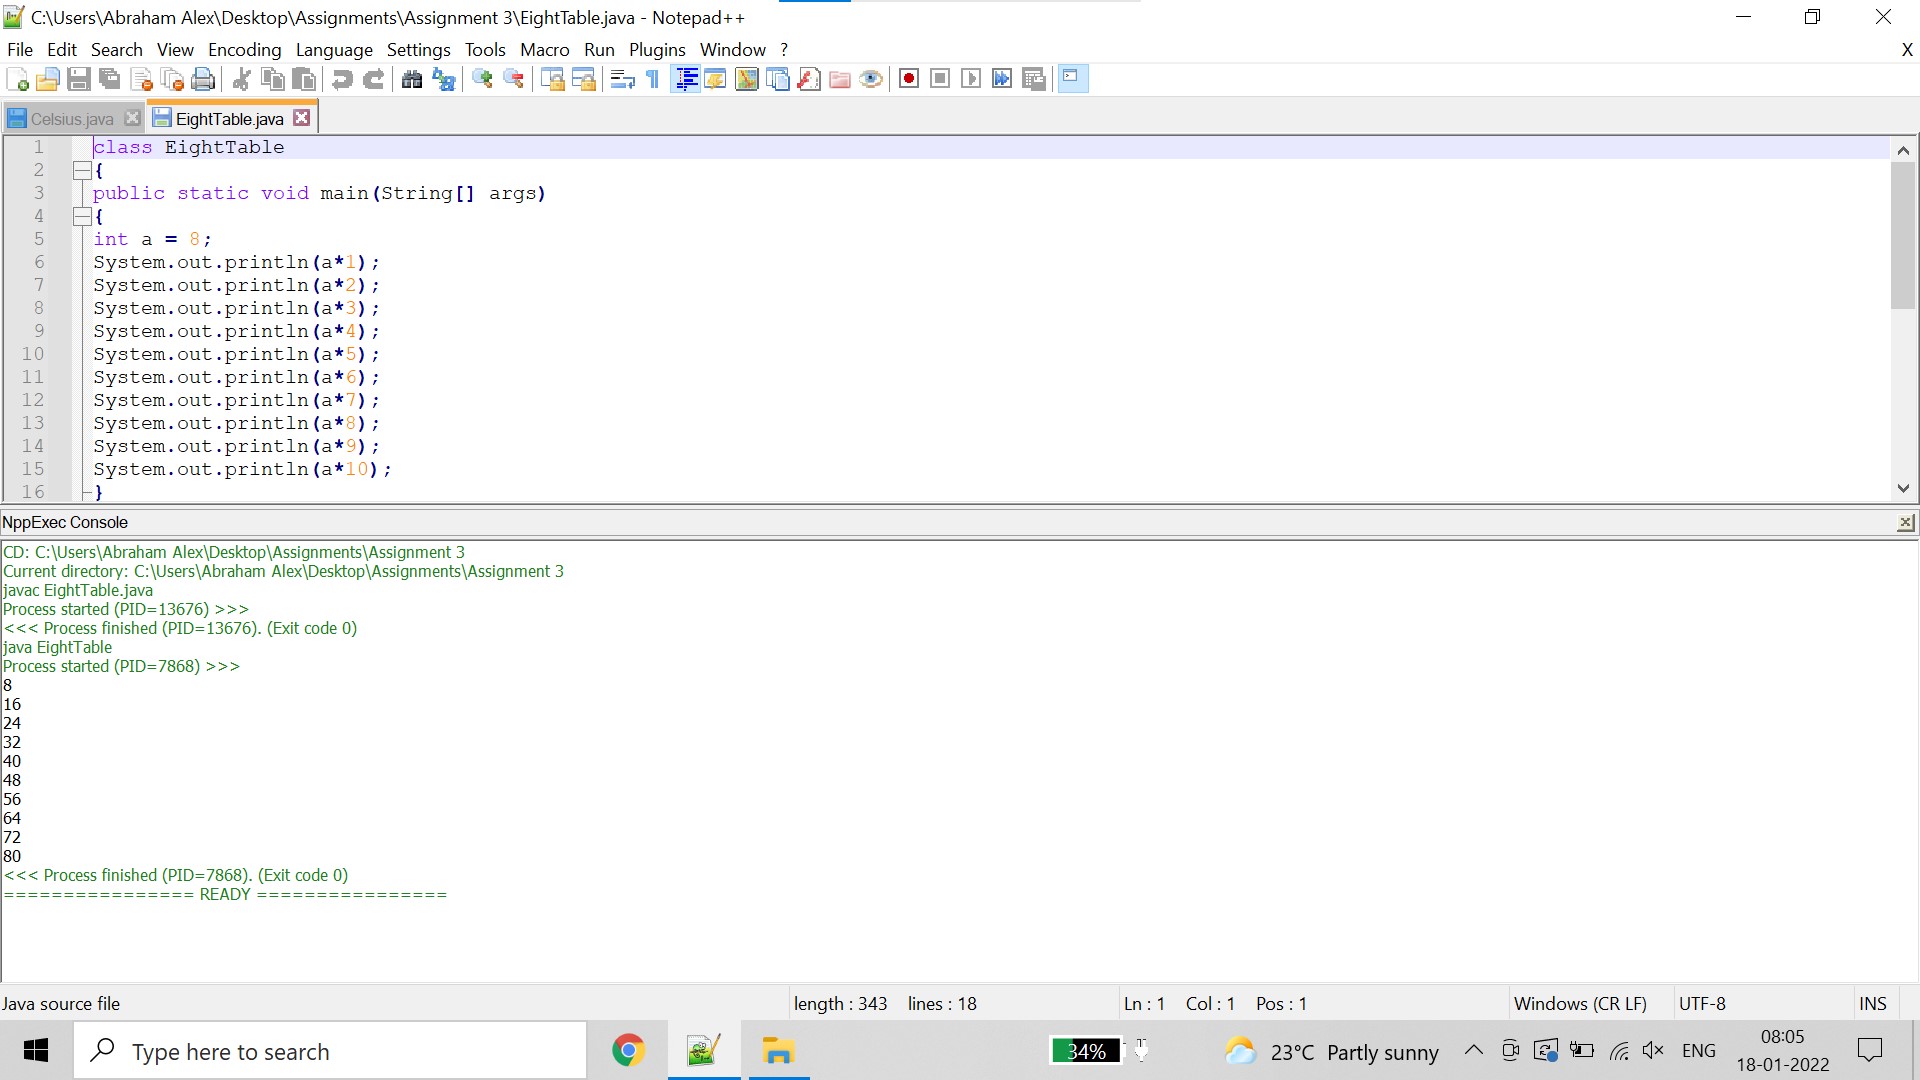 C:\Users\Abraham Alex\Desktop\Assignments\Assignment 3\EightTable.java - Notepad++
File Edit Search View Encoding Language Settings Tools Macro Run Plugins Window ? X
Celsius.java EightTable.java
1 class EightTable
2 {
3 public static void main(String[] args)
4 {
5 int a = 8;
6 System.out.println(a*1);
7 System.out.println(a*2);
8 System.out.println(a*3);
9 System.out.println(a*4);
10 System.out.println(a*5);
11 System.out.println(a*6);
12 System.out.println(a*7);
13 System.out.println(a*8);
14 System.out.println(a*9);
15 System.out.println(a*10);
16 }
NppExec Console
CD: C:\Users\Abraham Alex\Desktop\Assignments\Assignment 3
Current directory: C:\Users\Abraham Alex\Desktop\Assignments\Assignment 3
javac EightTable.java
Process started (PID=13676) >>>
<<< Process finished (PID=13676). (Exit code 0)
java EightTable
Process started (PID=7868) >>>
8
16
24
32
40
48
56
64
72
80
<<< Process finished (PID=7868). (Exit code 0)
================ READY ================
Java source file length : 343 lines : 18 Ln : 1 Col : 1 Pos : 1 Windows (CR LF) UTF-8 INS
Type here to search 34% 23°C Partly sunny ENG 08:05
18-01-2022